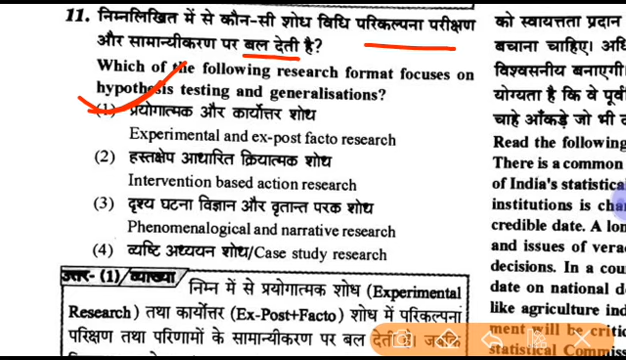 11. निम्नलिखित में से कौन-सी शोध विधि परिकल्पना परीक्षण
और सामान्यीकरण पर बल देती है?
Which of the following research format focuses on
hypothesis testing and generalisations?
(1) प्रयोगात्मक और कार्योत्तर शोध
Experimental and ex-post facto research
(2) हस्तक्षेप आधारित क्रियात्मक शोध
Intervention based action research
(3) दृश्य घटना विज्ञान और वृतान्त परक शोध
Phenomenalogical and narrative research
(4) व्यष्टि अध्ययन शोध/Case study research
उत्तर- (1)/व्याख्या
निम्न में से प्रयोगात्मक शोध (Experimental
Research) तथा कार्योत्तर (Ex-Post+Facto) शोध में परिकल्पना
परिक्षण तथा परिणामों के सामान्यीकरण पर बल देती है जबकि
को स्वायत्तता प्रदान
बचाना चाहिए।
विश्वसनीय बनाएगी
योग्यता है कि वे पूर्व
चाहे आँकड़े जो भी
Read the following
There is a common
of India's statistica
institutions is cha
credible date. A lon
and issues of vera
decisions. In a cou
date on national d
like agriculture ind
ment will be critic
statistical Commiss